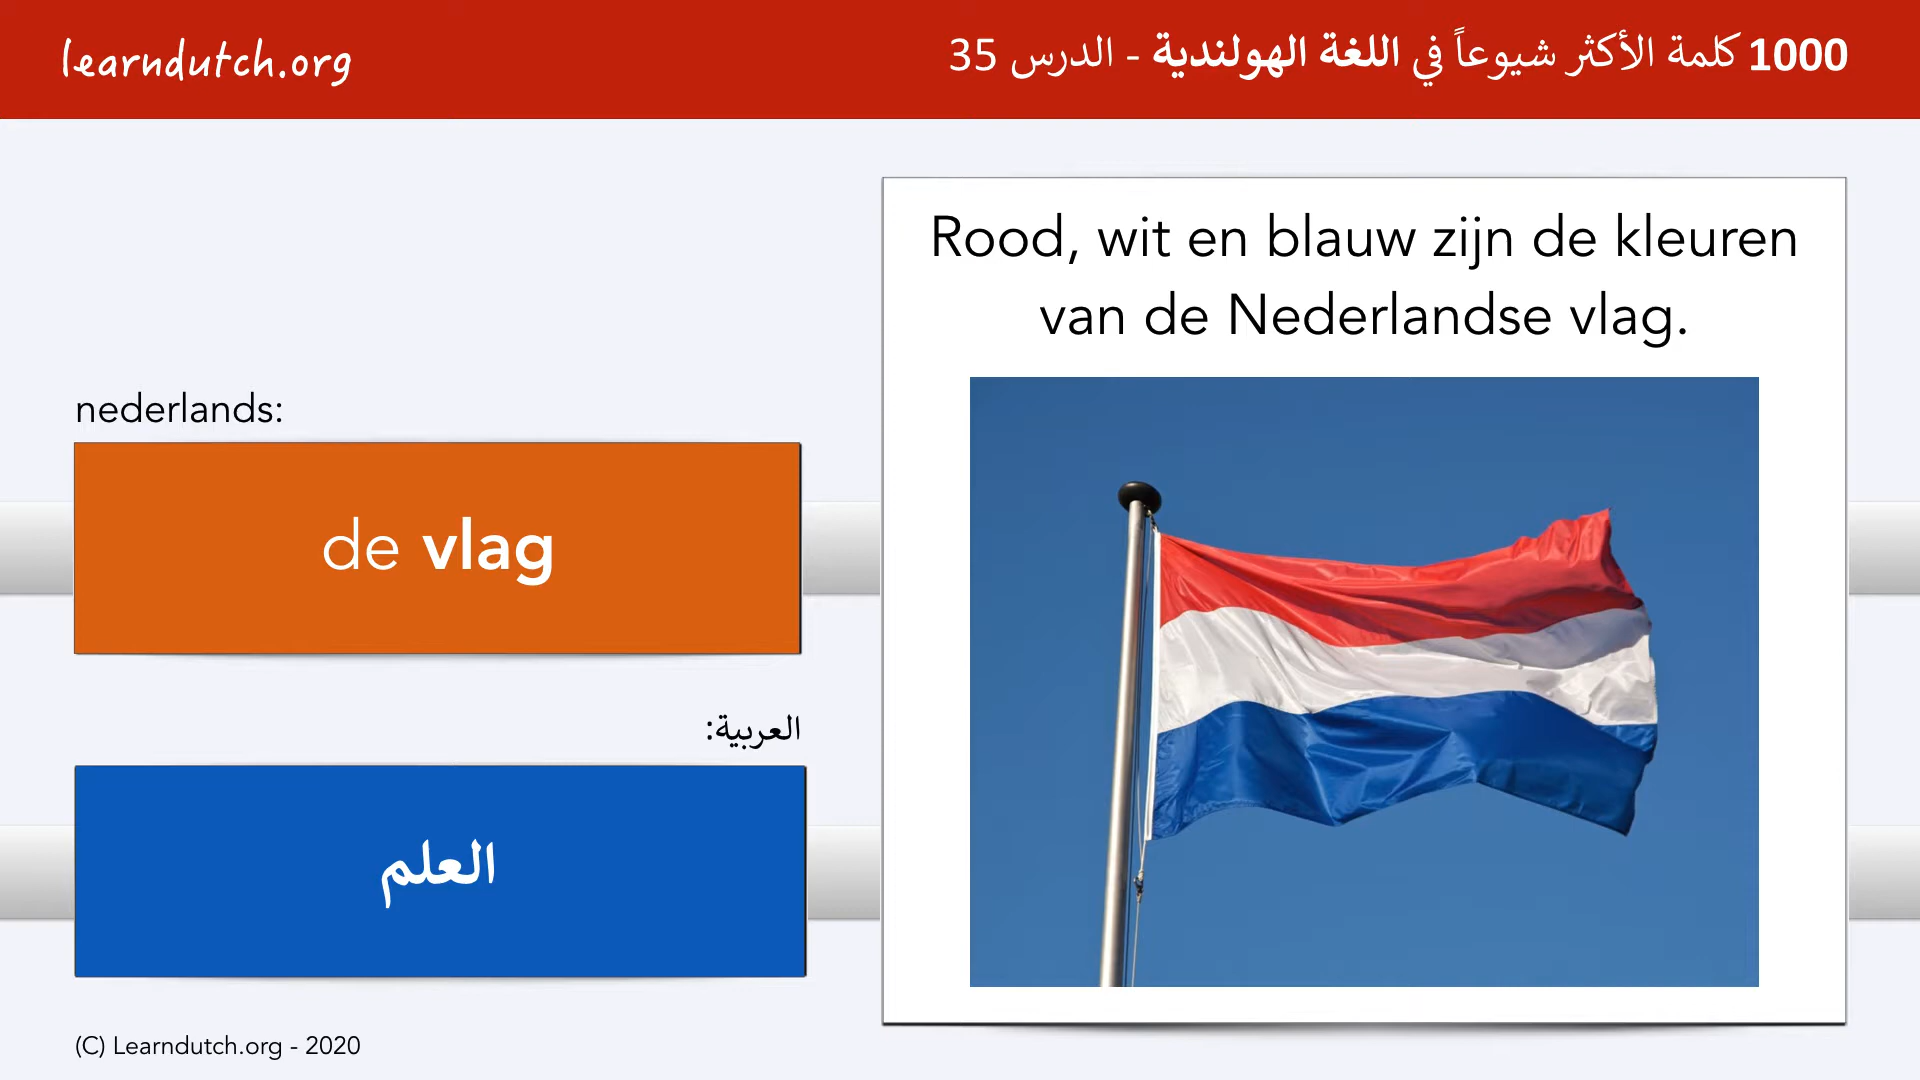 learndutch.org
1000 كلمة الأكثر شيوعاً في اللغة الهولندية - الدرس 35
Rood, wit en blauw zijn de kleuren
van de Nederlandse vlag.
nederlands:
de vlag
العربية:
العلم
(C) Learndutch.org - 2020